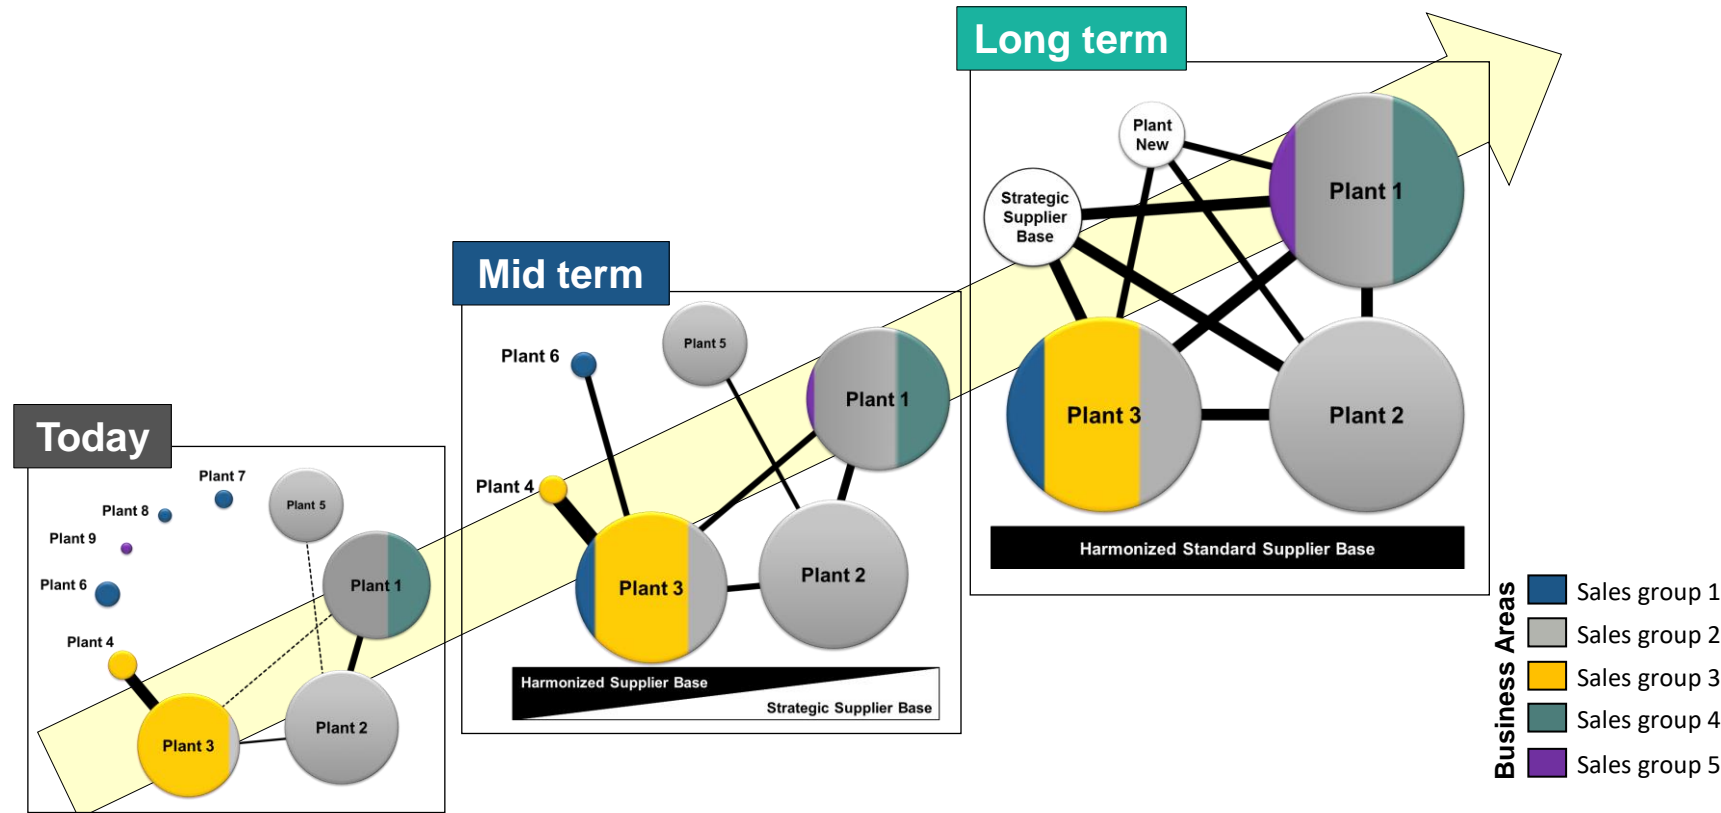 Today
Plant 7
Plant 8
Plant 9
Plant 6
Plant 4
Plant 5
Plant 1
Plant 3
Plant 2
Mid term
Plant 6
Plant 5
Plant 1
Plant 4
Plant 3
Plant 2
Harmonized Supplier Base
Strategic Supplier Base
Long term
Plant
New
Strategic
Supplier
Base
Plant 1
Plant 3
Plant 2
Harmonized Standard Supplier Base
Business Areas
Sales group 1
Sales group 2
Sales group 3
Sales group 4
Sales group 5